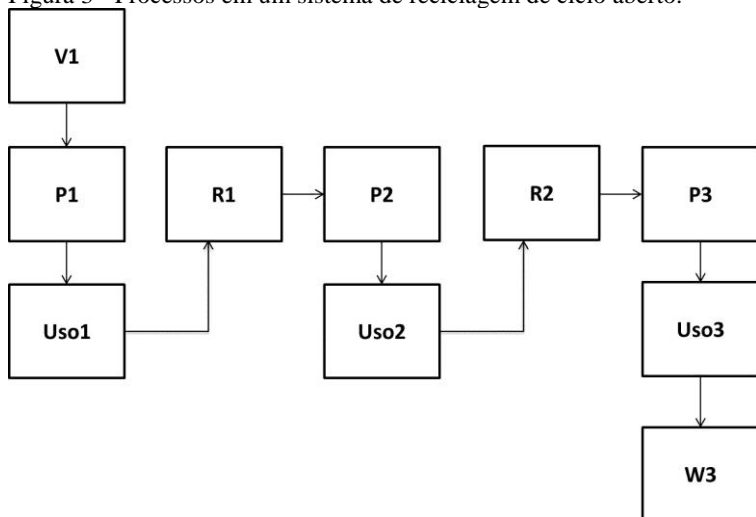 Figura 3 - Processos em um sistema de reciclagem de ciclo aberto.
V1
P1
R1
P2
R2
P3
Uso1
Uso2
Uso3
W3